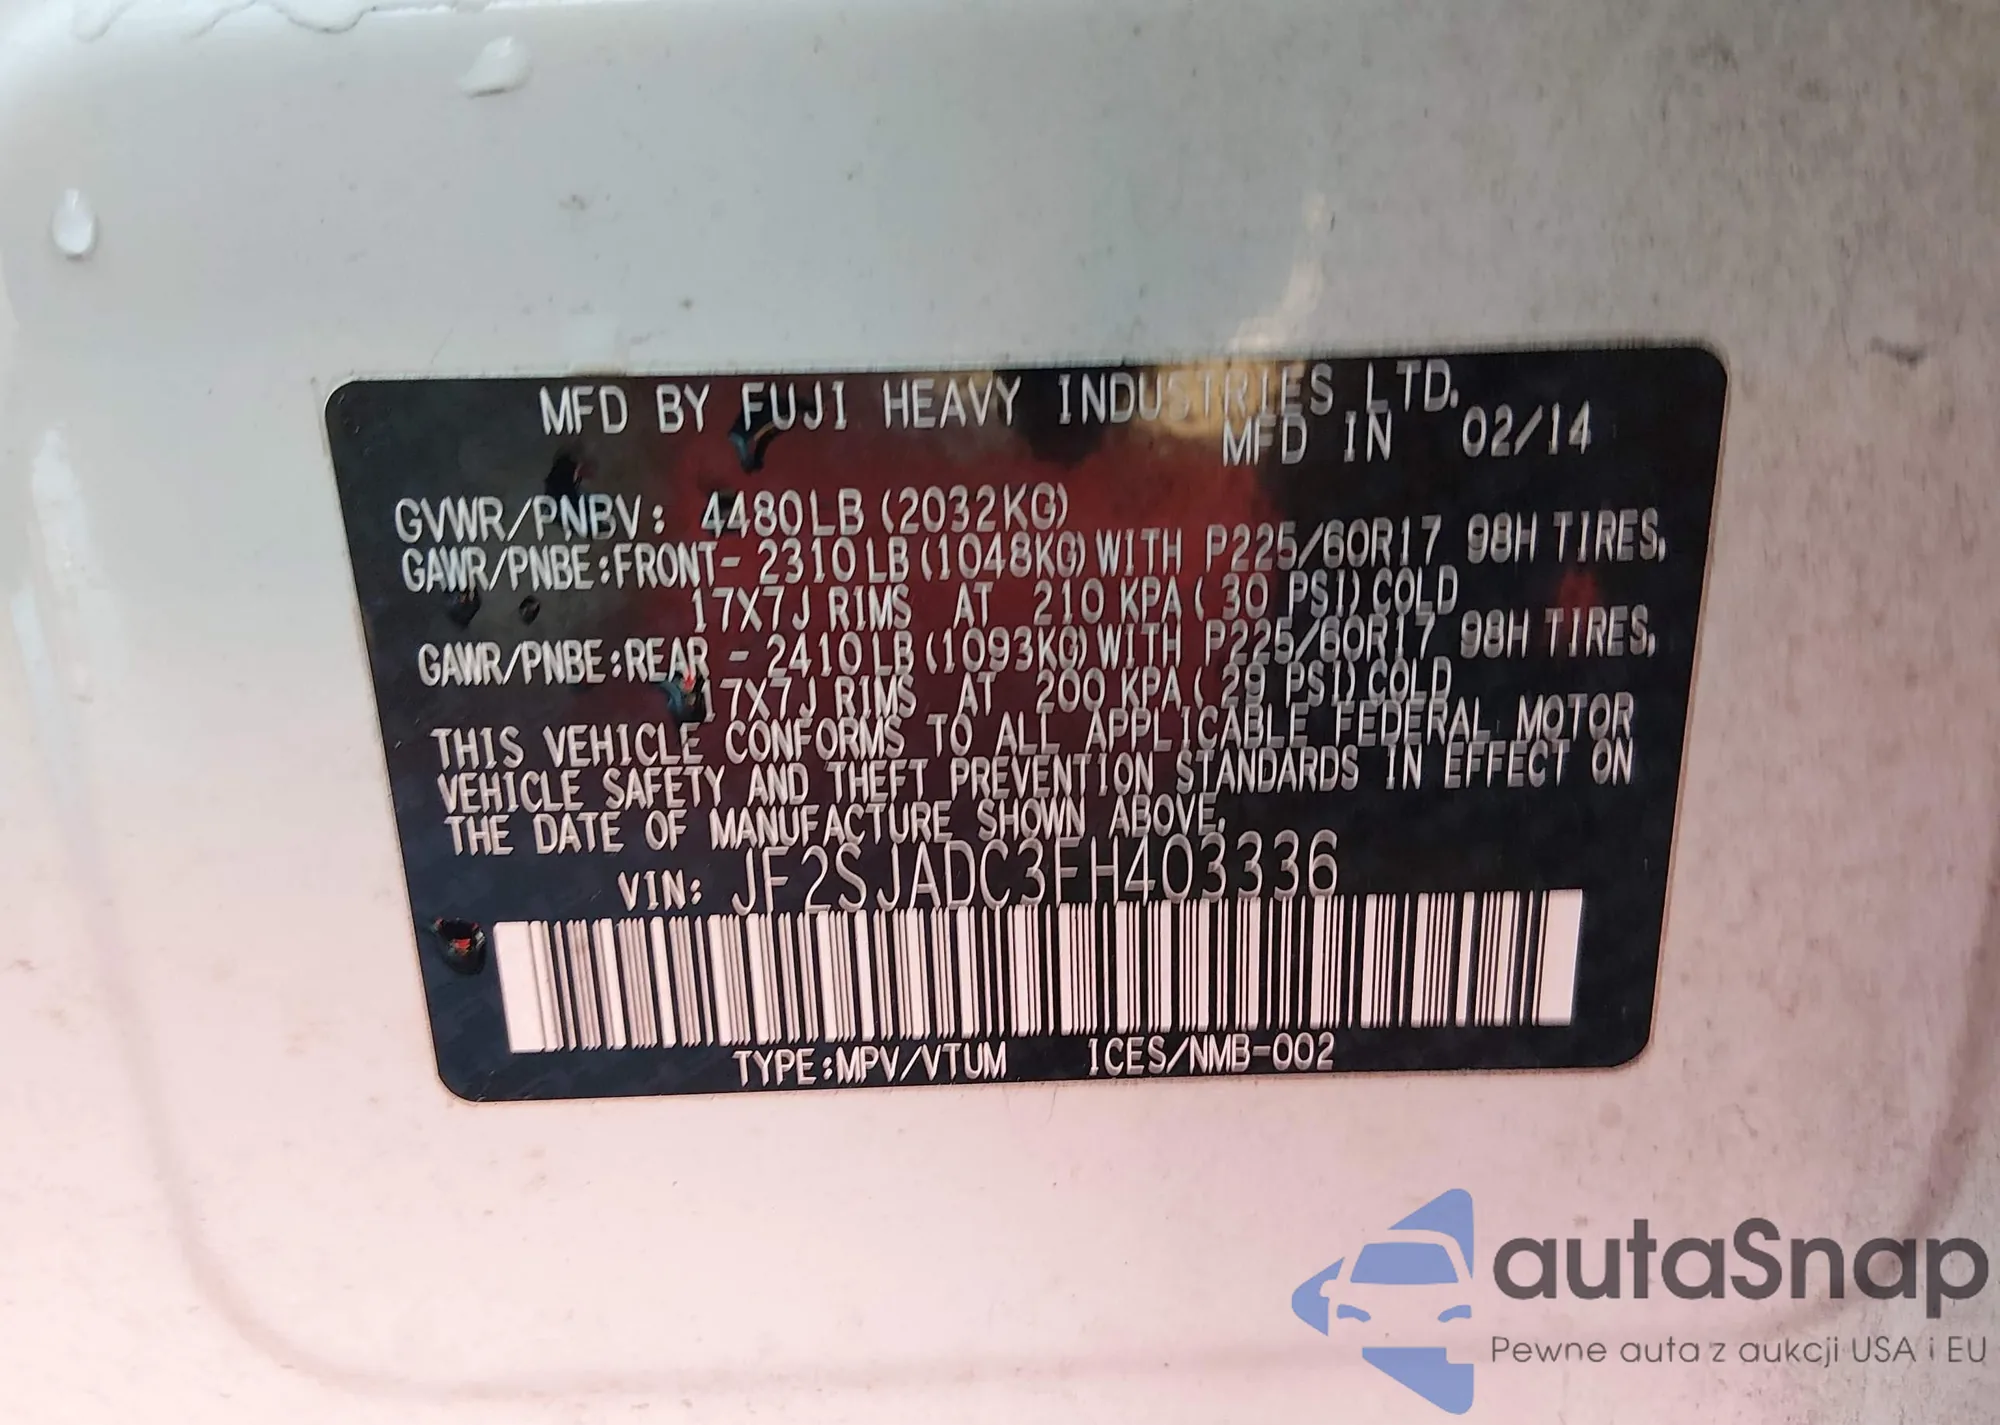 MFD BY FUJI HEAVY INDUSTRIES LTD.
MFD IN 02/14
GVWR/PNBV: 4480LB (2032KG)
GAWR/PNBE:FRONT- 2310LB (1048KG) WITH P225/60R17 98H TIRES,
17X7J RIMS AT 210 KPA ( 30 PSI) COLD
GAWR/PNBE:REAR - 2410LB (1093KG) WITH P225/60R17 98H TIRES,
17X7J RIMS AT 200 KPA ( 29 PSI) COLD
THIS VEHICLE CONFORMS TO ALL APPLICABLE FEDERAL MOTOR
VEHICLE SAFETY AND THEFT PREVENTION STANDARDS IN EFFECT ON
THE DATE OF MANUFACTURE SHOWN ABOVE.
VIN: JF2SJADC3FH403336
TYPE:MPV/VTUM ICES/NMB-002
autaSnap
Pewne auta z aukcji USA i EU